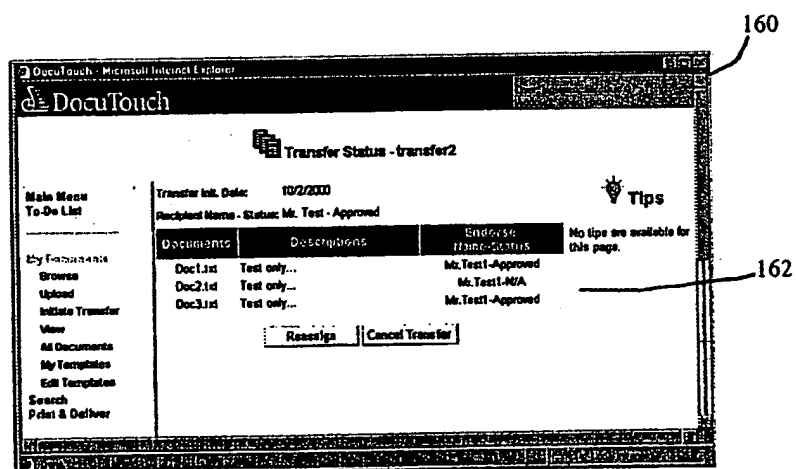 160
DocuTouch - Microsoft Internet Explorer
DocuTouch
Transfer Status - transfer2
Main Menu
To-Do List
Transfer Init. Date: 10/2/2000
Recipient Name - Status: Mr. Test - Approved
Tips
No tips are available for this page.
Documents Descriptions Endorse Name-Status
Doc1.txt Test only... Mr.Test1-Approved
Doc2.txt Test only... Mr.Test1-N/A
Doc3.txt Test only... Mr.Test1-Approved
162
My Documents
Browse
Upload
Initiate Transfer
View
All Documents
My Templates
Edit Templates
Search
Print & Deliver
Reassign Cancel Transfer